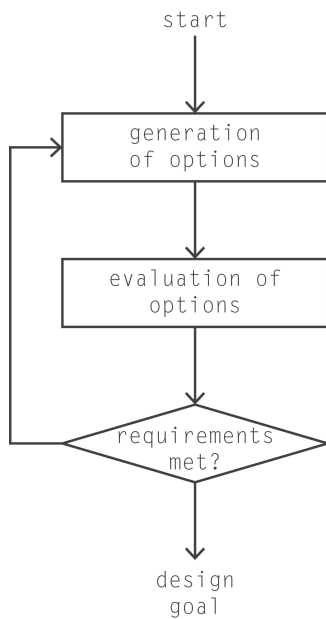 start
generation
of options
evaluation of
options
requirements
met?
design
goal